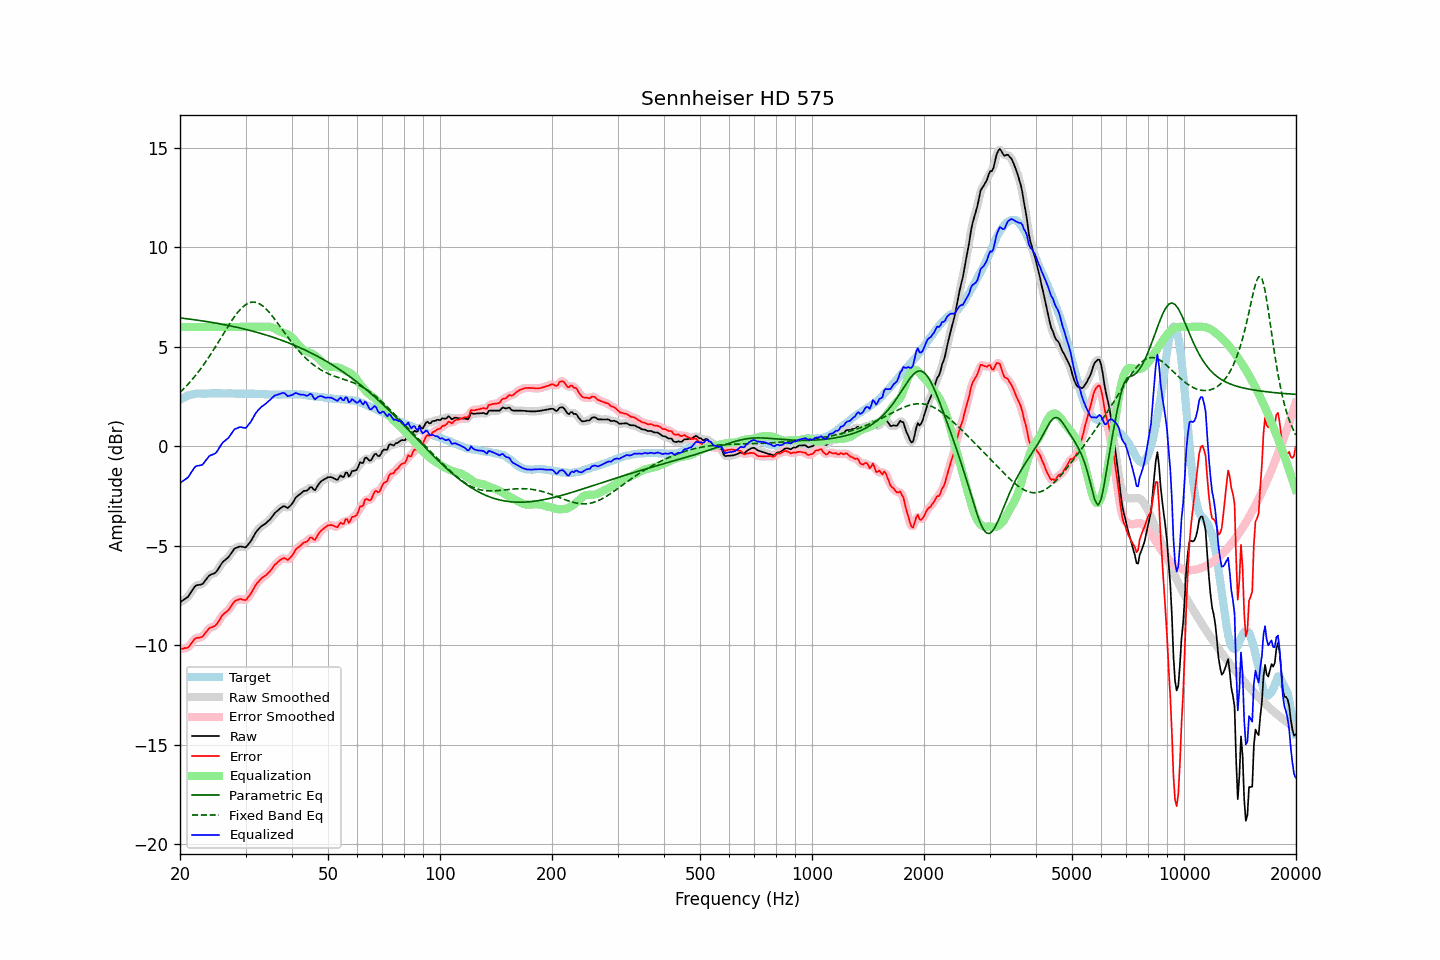 Sennheiser HD 575
15
10
5
0
−5
−10
−15
−20
Amplitude (dBr)
Target
Raw Smoothed
Error Smoothed
Raw
Error
Equalization
Parametric Eq
Fixed Band Eq
Equalized
20 50 100 200 500 1000 2000 5000 10000 20000
Frequency (Hz)